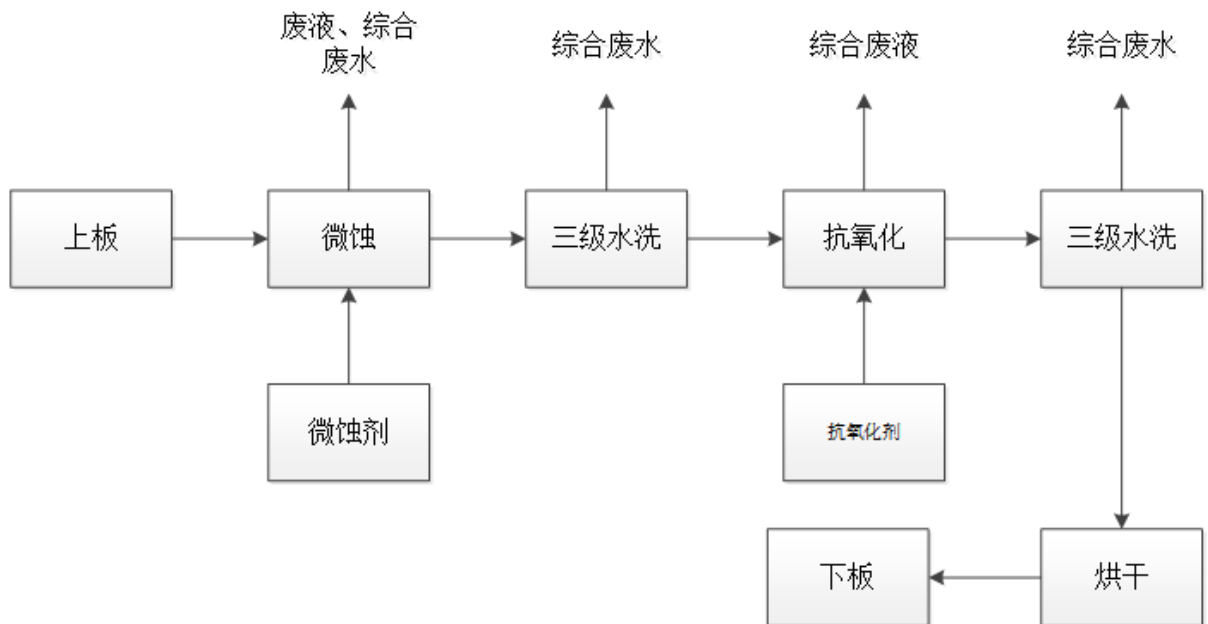 废液、综合
废水
综合废水
综合废液
综合废水
上板
微蚀
三级水洗
抗氧化
三级水洗
微蚀剂
抗氧化剂
下板
烘干